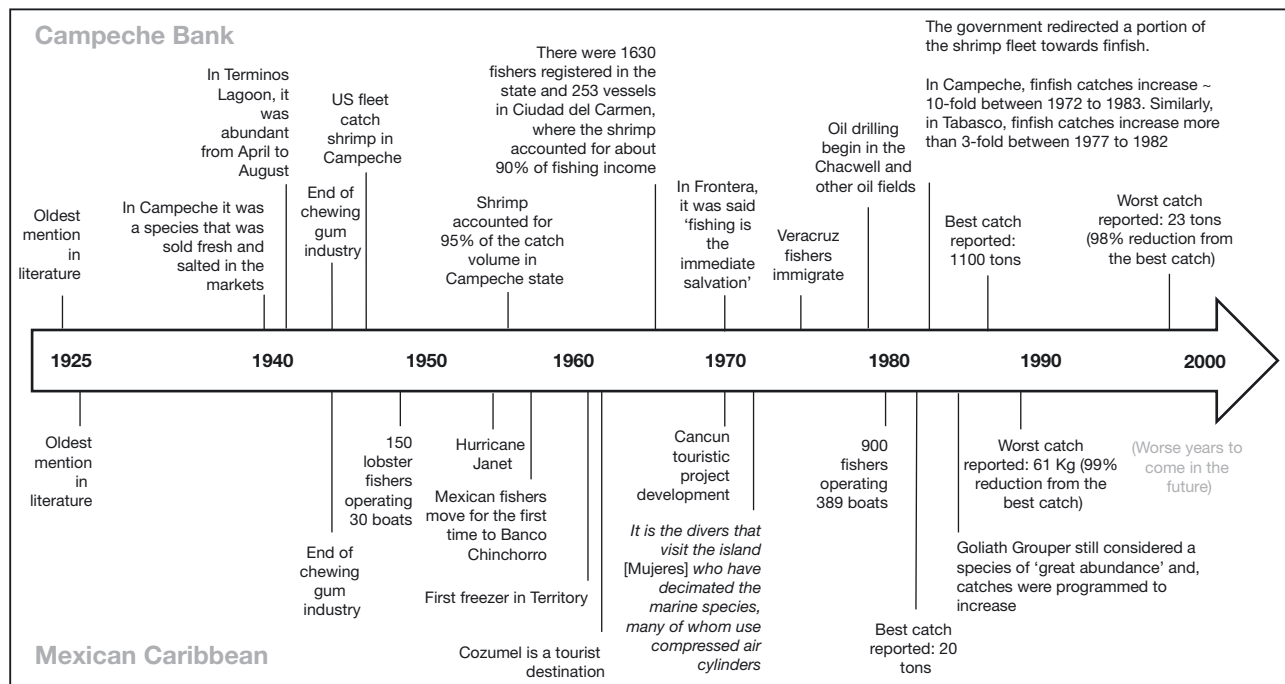 Campeche Bank
Oldest
mention
in
literature
In Campeche it was
a species that was
sold fresh and
salted in the
markets
In Terminos
Lagoon, it
was
abundant
from April to
August
End of
chewing
gum
industry
US fleet
catch
shrimp in
Campeche
Shrimp
accounted for
95% of the catch
volume in
Campeche state
There were 1630
fishers registered in the
state and 253 vessels
in Ciudad del Carmen,
where the shrimp
accounted for about
90% of fishing income
In Frontera,
it was said
‘fishing is
the
immediate
salvation’
Veracruz
fishers
immigrate
Oil drilling
begin in the
Chacwell and
other oil fields
The government redirected a portion of
the shrimp fleet towards finfish.
In Campeche, finfish catches increase ~
10-fold between 1972 to 1983. Similarly,
in Tabasco, finfish catches increase more
than 3-fold between 1977 to 1982
Best catch
reported:
1100 tons
Worst catch
reported: 23 tons
(98% reduction from
the best catch)
1925 1940 1950 1960 1970 1980 1990 2000
Oldest
mention in
literature
End of
chewing
gum
industry
150
lobster
fishers
operating
30 boats
Hurricane
Janet
Mexican fishers
move for the first
time to Banco
Chinchorro
First freezer in Territory
Cozumel is a tourist
destination
Cancun
touristic
project
development
It is the divers that
visit the island
[Mujeres] who have
decimated the
marine species,
many of whom use
compressed air
cylinders
900
fishers
operating
389 boats
Best catch
reported: 20
tons
Goliath Grouper still considered a
species of ‘great abundance’ and,
catches were programmed to
increase
Worst catch
reported: 61 Kg (99%
reduction from the
best catch)
(Worse years to
come in the
future)
Mexican Caribbean